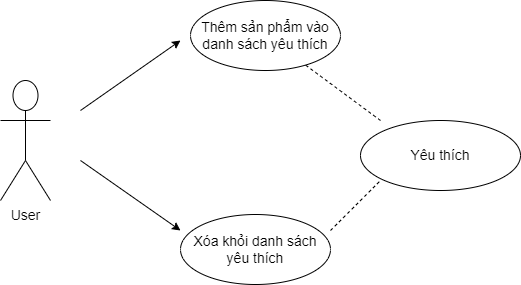 Thêm sản phẩm vào
danh sách yêu thích
Yêu thích
User
Xóa khỏi danh sách
yêu thích